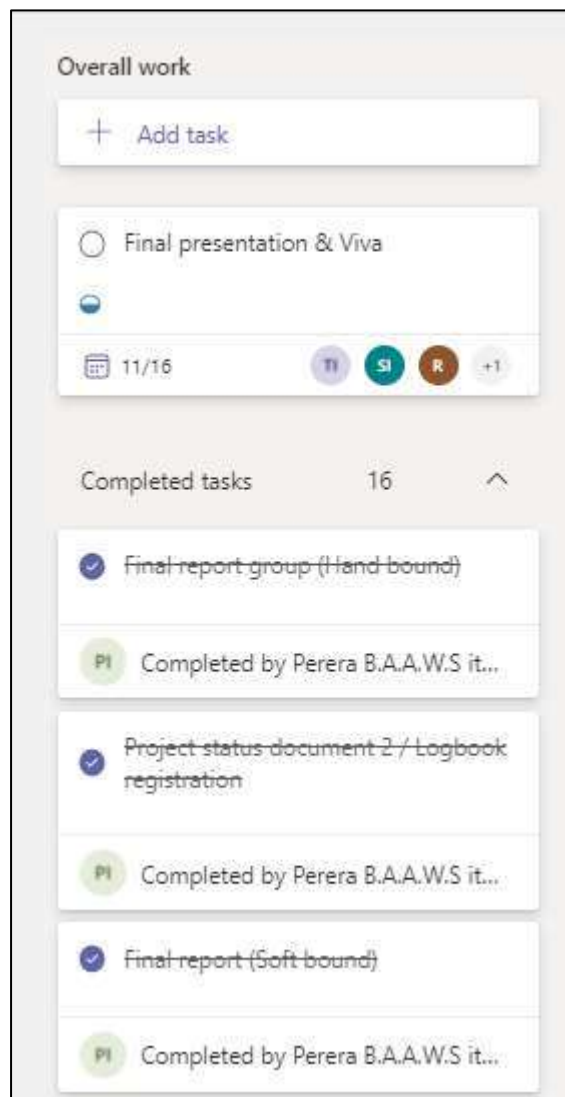 Overall work
+ Add task
Final presentation & Viva
11/16 TI SI R +1
Completed tasks 16
Final report group (Hand bound)
PI Completed by Perera B.A.A.W.S it...
Project status document 2 / Logbook
registration
PI Completed by Perera B.A.A.W.S it...
Final report (Soft bound)
PI Completed by Perera B.A.A.W.S it...